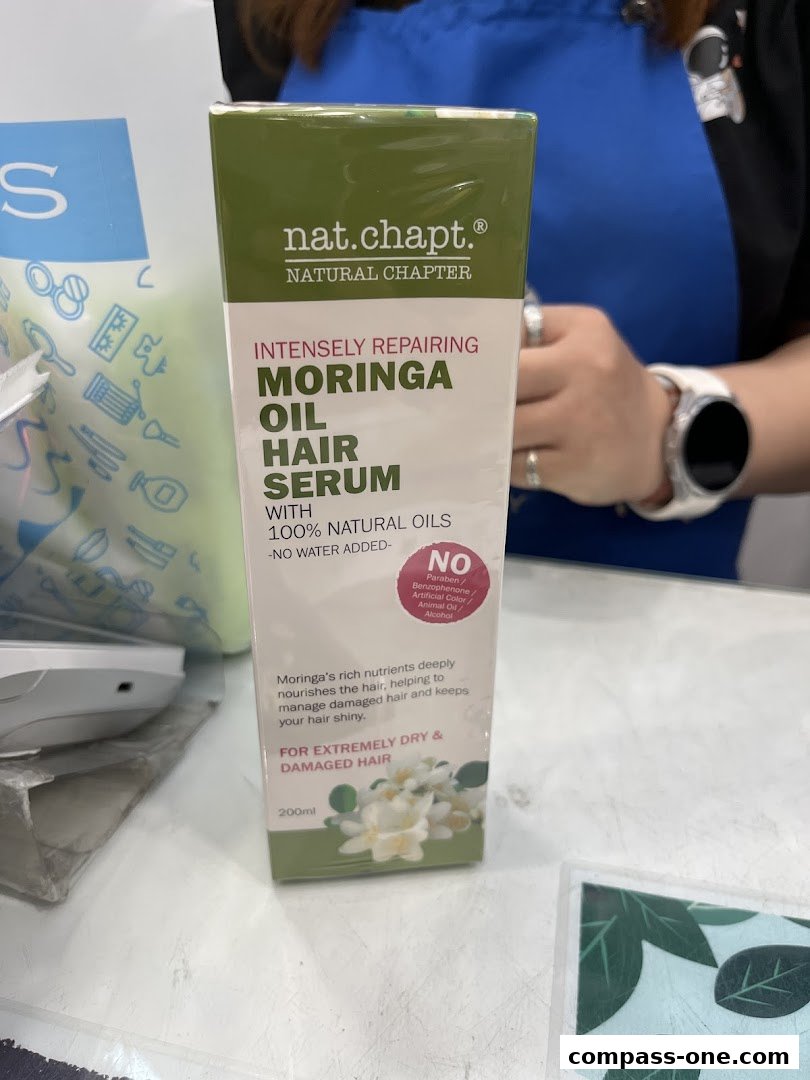 S
nat.chapt.®
NATURAL CHAPTER
INTENSELY REPAIRING
MORINGA
OIL
HAIR
SERUM
WITH
100% NATURAL OILS
-NO WATER ADDED-
NO
Paraben /
Benzophenone /
Artificial Color /
Animal Oil /
Alcohol
Moringa's rich nutrients deeply
nourishes the hair, helping to
manage damaged hair and keeps
your hair shiny.
FOR EXTREMELY DRY &
DAMAGED HAIR
200ml
compass-one.com